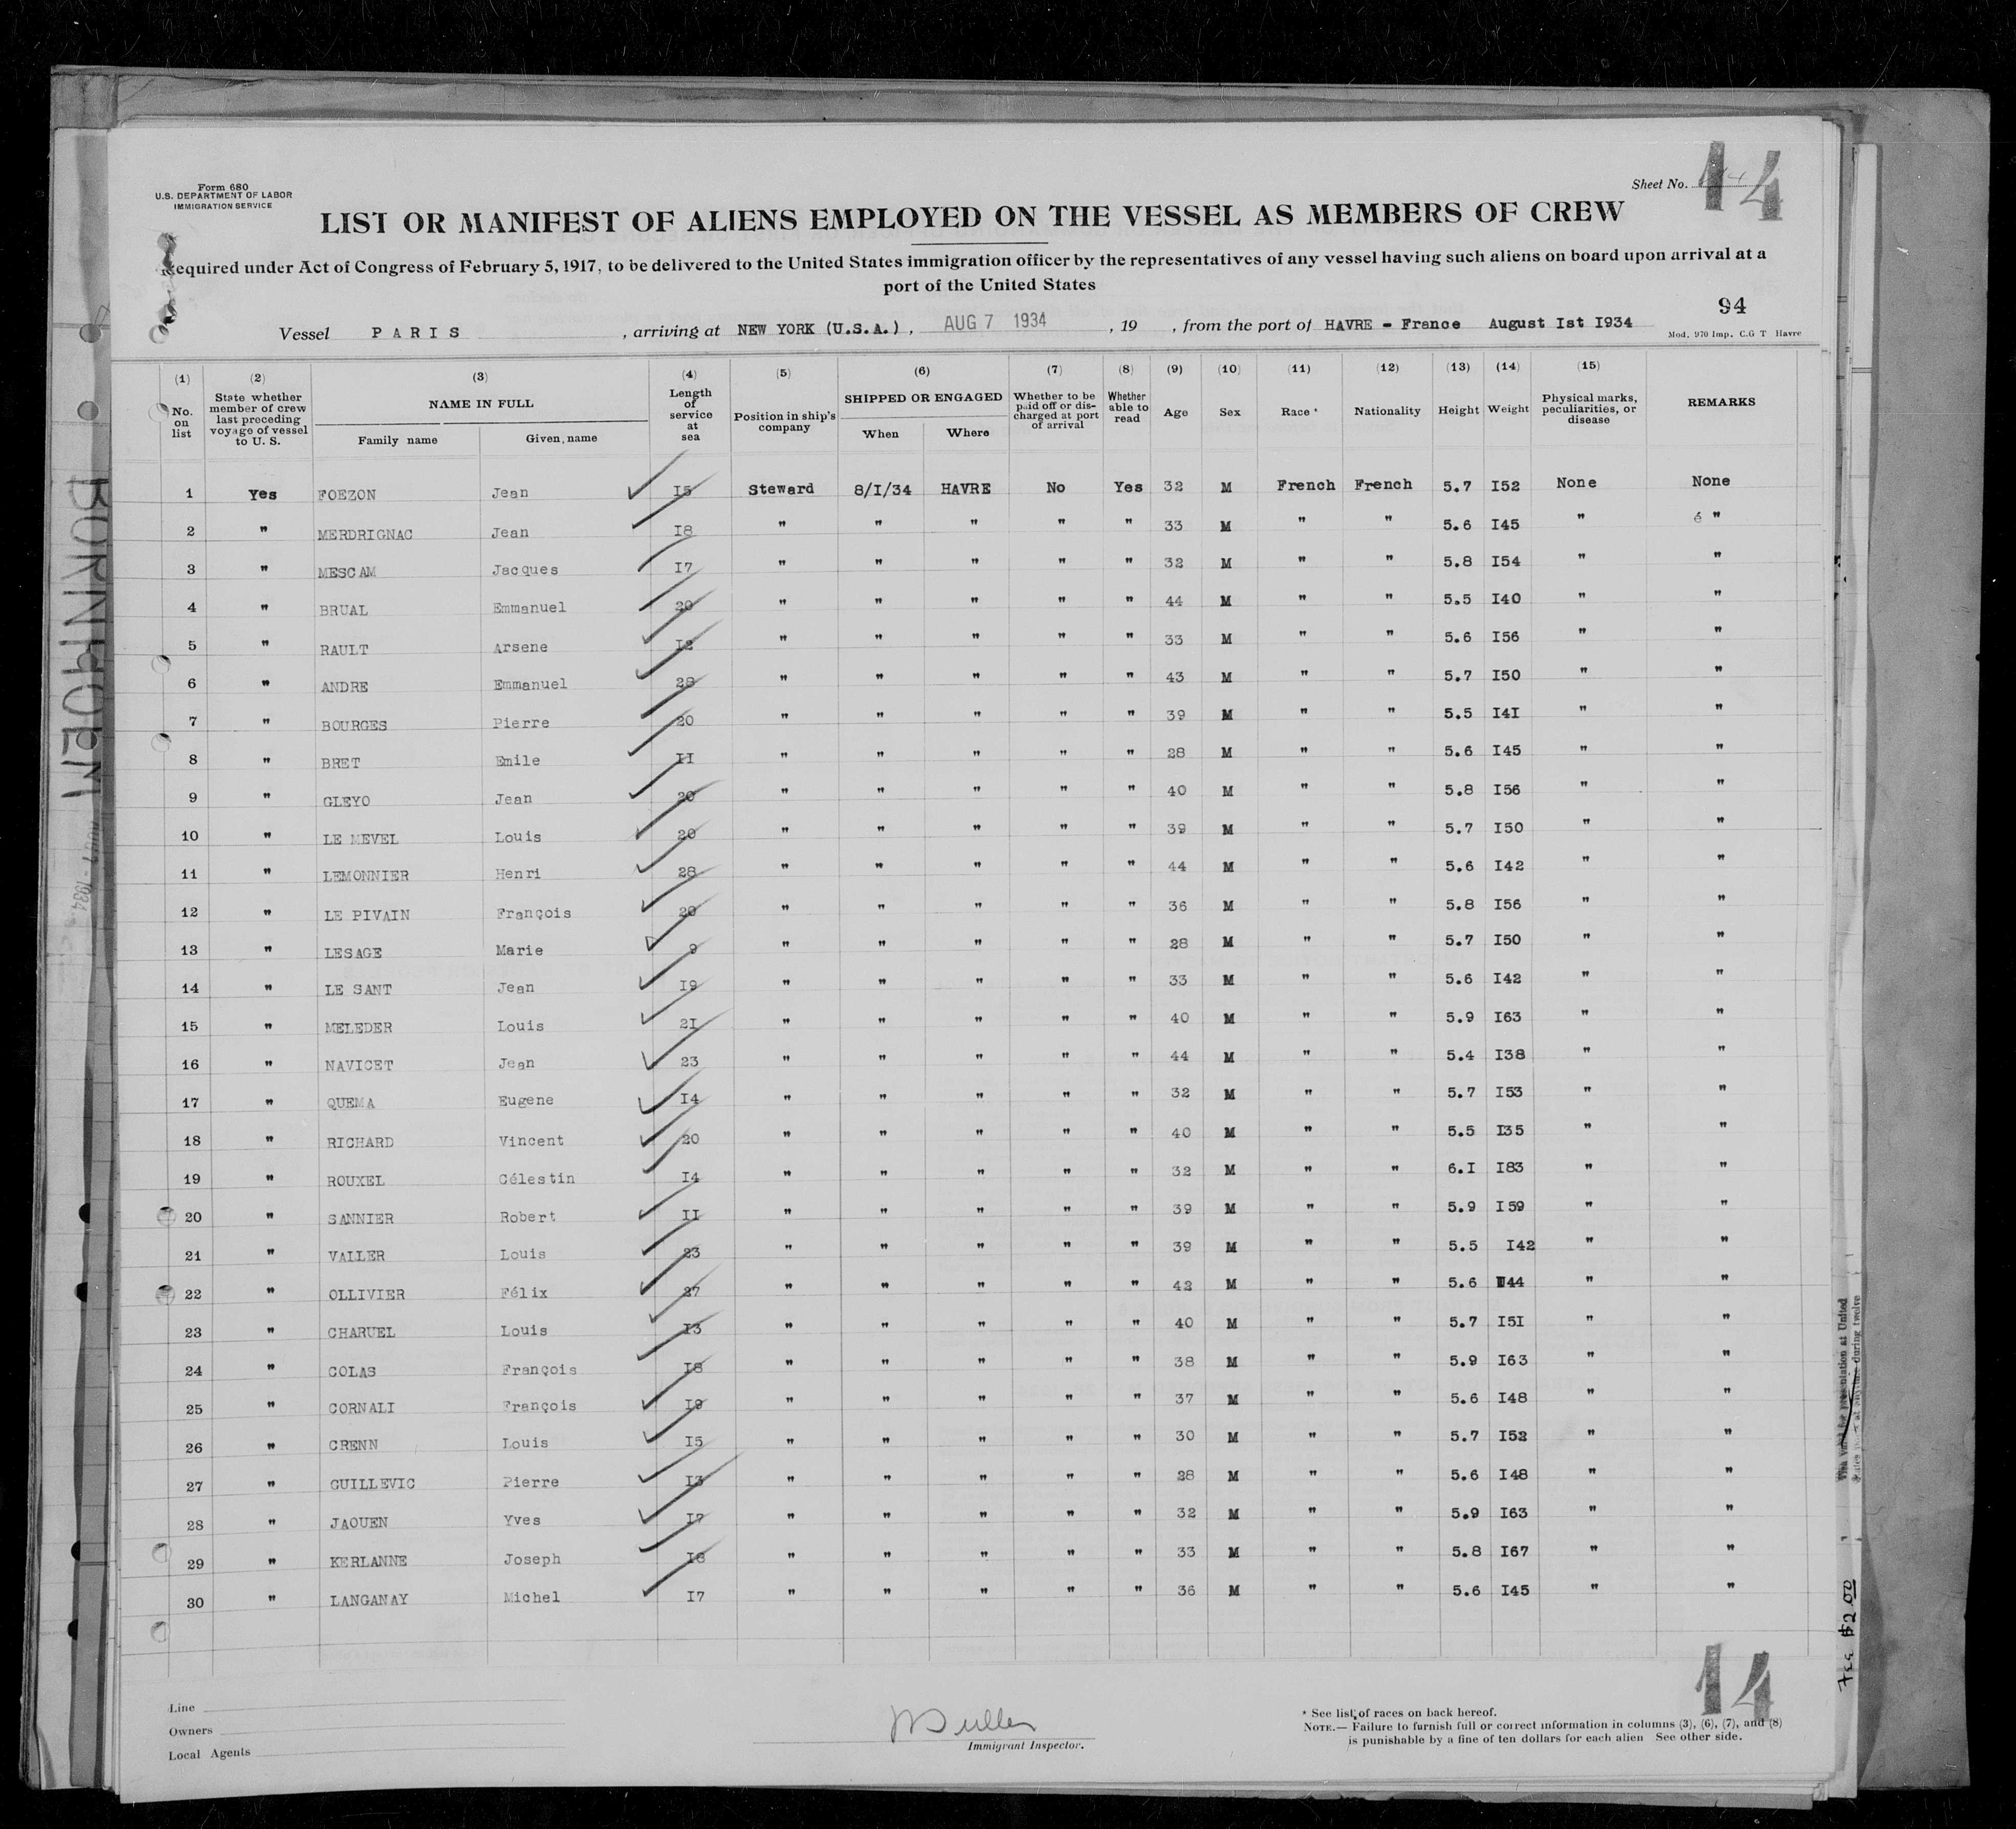 Form 680
U.S. DEPARTMENT OF LABOR
IMMIGRATION SERVICE
Sheet No. 14
LIST OR MANIFEST OF ALIENS EMPLOYED ON THE VESSEL AS MEMBERS OF CREW
Required under Act of Congress of February 5, 1917, to be delivered to the United States immigration officer by the representatives of any vessel having such aliens on board upon arrival at a
port of the United States
94
Vessel PARIS , arriving at NEW YORK (U.S.A.) , AUG 7 1934 , 19 , from the port of HAVRE - France August Ist I934
Mod. 970 Imp. C.G T Havre
(1) (2) (3) (4) (5) (6) (7) (8) (9) (10) (11) (12) (13) (14) (15)
No. on list | State whether member of crew last preceding voyage of vessel to U. S. | NAME IN FULL | Family name | Given name | Length of service at sea | Position in ship's company | SHIPPED OR ENGAGED | When | Where | Whether to be paid off or discharged at port of arrival | Whether able to read | Age | Sex | Race * | Nationality | Height | Weight | Physical marks, peculiarities, or disease | REMARKS
1 Yes FOEZON Jean I5 Steward 8/I/34 HAVRE No Yes 32 M French French 5.7 I52 None None
2 " MERDRIGNAC Jean I8 " " " " " 33 M " " 5.6 I45 " é "
3 " MESCAM Jacques I7 " " " " " 32 M " " 5.8 I54 " "
4 " BRUAL Emmanuel 20 " " " " " 44 M " " 5.5 I40 " "
5 " RAULT Arsene I2 " " " " " 33 M " " 5.6 I56 " "
6 " ANDRE Emmanuel 28 " " " " " 43 M " " 5.7 I50 " "
7 " BOURGES Pierre 20 " " " " " 39 M " " 5.5 I4I " "
8 " BRET Emile II " " " " " 28 M " " 5.6 I45 " "
9 " GLEYO Jean 20 " " " " " 40 M " " 5.8 I56 " "
10 " LE MEVEL Louis 20 " " " " " 39 M " " 5.7 I50 " "
11 " LEMONNIER Henri 28 " " " " " 44 M " " 5.6 I42 " "
12 " LE PIVAIN François 20 " " " " " 36 M " " 5.8 I56 " "
13 " LESAGE Marie 9 " " " " " 28 M " " 5.7 I50 " "
14 " LE SANT Jean I9 " " " " " 33 M " " 5.6 I42 " "
15 " MELEDER Louis 2I " " " " " 40 M " " 5.9 I63 " "
16 " NAVICET Jean 23 " " " " " 44 M " " 5.4 I38 " "
17 " QUEMA Eugene I4 " " " " " 32 M " " 5.7 I53 " "
18 " RICHARD Vincent 20 " " " " " 40 M " " 5.5 I35 " "
19 " ROUXEL Célestin I4 " " " " " 32 M " " 6.I I83 " "
20 " SANNIER Robert II " " " " " 39 M " " 5.9 I59 " "
21 " VALLER Louis 23 " " " " " 39 M " " 5.5 I42 " "
22 " OLLIVIER Félix 27 " " " " " 42 M " " 5.6 I44 " "
23 " CHARUEL Louis I3 " " " " " 40 M " " 5.7 I5I " "
24 " COLAS François I8 " " " " " 38 M " " 5.9 I63 " "
25 " CORNALI François I9 " " " " " 37 M " " 5.6 I48 " "
26 " CRENN Louis I5 " " " " " 30 M " " 5.7 I52 " "
27 " GUILLEVIC Pierre I3 " " " " " 28 M " " 5.6 I48 " "
28 " JAOUEN Yves I7 " " " " " 32 M " " 5.9 I63 " "
29 " KERLANNE Joseph I6 " " " " " 33 M " " 5.8 I67 " "
30 " LANGANAY Michel I7 " " " " " 36 M " " 5.6 I45 " "
14
Line
Owners
Local Agents
Immigrant Inspector.
* See list of races on back hereof.
NOTE.— Failure to furnish full or correct information in columns (3), (6), (7), and (8)
is punishable by a fine of ten dollars for each alien See other side.
Fee $2.00